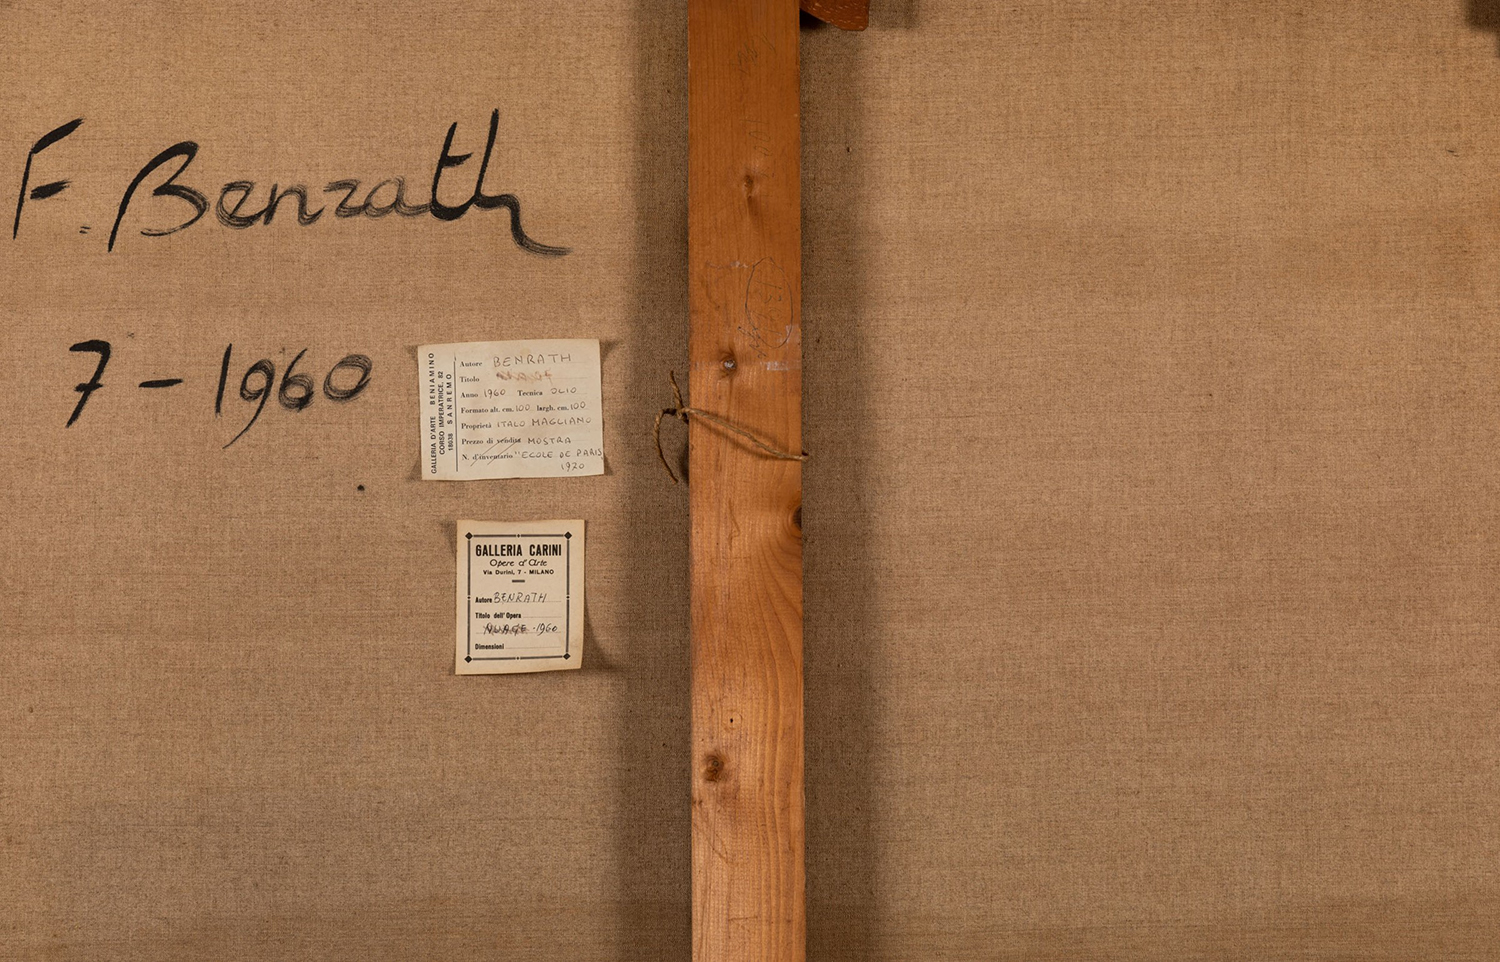 F. Benrath
7 - 1960
GALLERIA D'ARTE BENIAMINO
CORSO IMPERATRICE, 82
18038 SANREMO
Autore BENRATH
Titolo
Anno 1960 Tecnica OLIO
Formato alt. cm. 100 largh. cm. 100
Proprietà ITALO MAGLIANO
Prezzo di vendita MOSTRA
N. d'inventario "ECOLE DE PARIS
1970
GALLERIA CARINI
Opere d'Arte
Via Durini, 7 - MILANO
Autore BENRATH
Titolo dell'Opera
NUAGE - 1960
Dimensioni